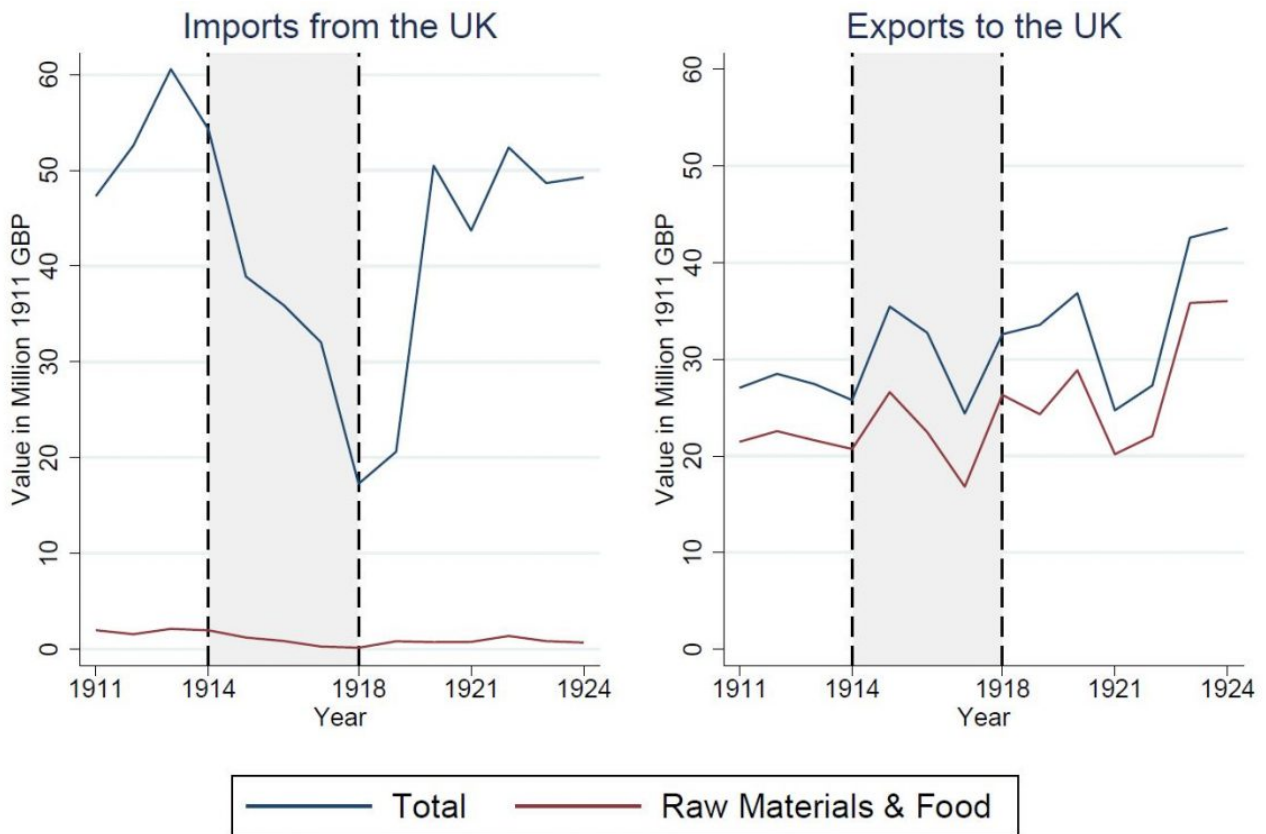 Imports from the UK
Value in Million 1911 GBP
60
50
40
30
20
10
0
1911 1914 1918 1921 1924
Year
Exports to the UK
Value in Million 1911 GBP
60
50
40
30
20
10
0
1911 1914 1918 1921 1924
Year
Total Raw Materials & Food